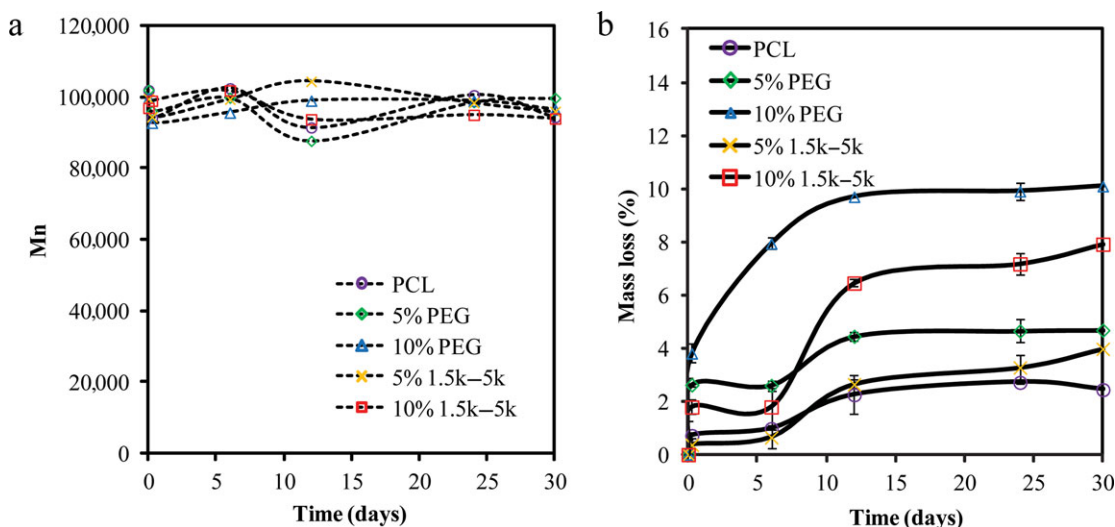 a
120,000
100,000
80,000
60,000
40,000
20,000
0
Mn
PCL
5% PEG
10% PEG
5% 1.5k–5k
10% 1.5k–5k
0 5 10 15 20 25 30
Time (days)
b
16
14
12
10
8
6
4
2
0
Mass loss (%)
PCL
5% PEG
10% PEG
5% 1.5k–5k
10% 1.5k–5k
0 5 10 15 20 25 30
Time (days)